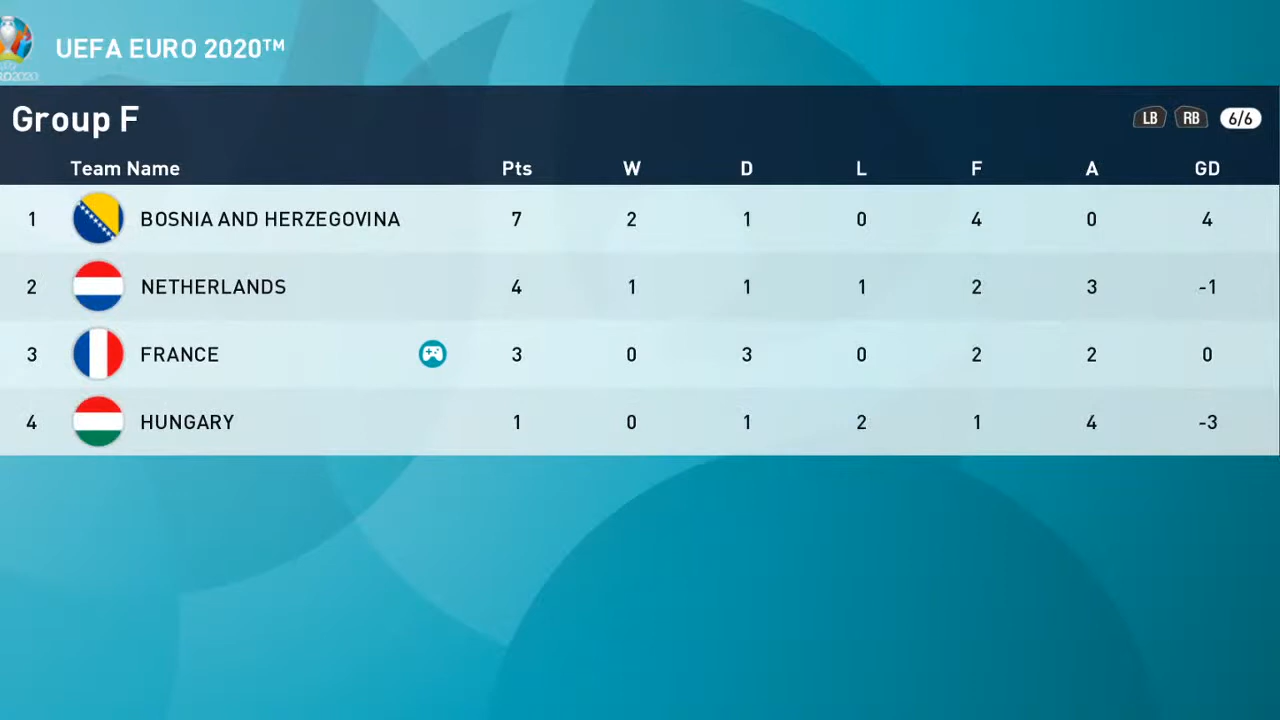 UEFA EURO 2020™
Group F
LB RB 6/6
Team Name Pts W D L F A GD
1 BOSNIA AND HERZEGOVINA 7 2 1 0 4 0 4
2 NETHERLANDS 4 1 1 1 2 3 -1
3 FRANCE 3 0 3 0 2 2 0
4 HUNGARY 1 0 1 2 1 4 -3